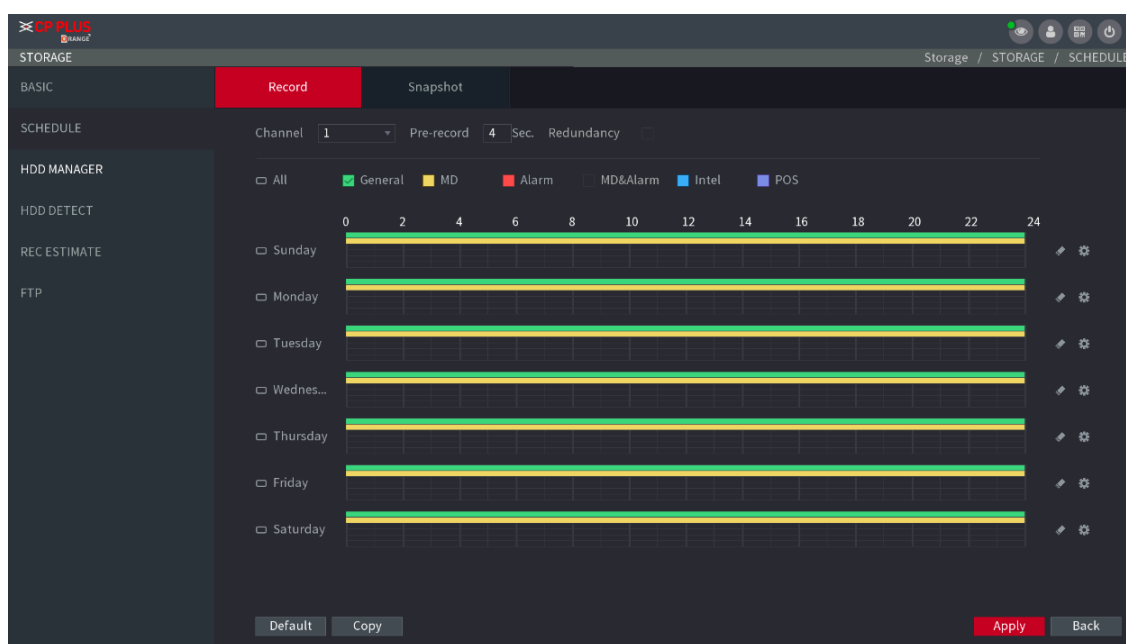 CP PLUS
ORANGE
STORAGE
Storage / STORAGE / SCHEDULE
BASIC
SCHEDULE
HDD MANAGER
HDD DETECT
REC ESTIMATE
FTP
Record Snapshot
Channel 1 Pre-record 4 Sec. Redundancy
All General MD Alarm MD&Alarm Intel POS
0 2 4 6 8 10 12 14 16 18 20 22 24
Sunday
Monday
Tuesday
Wednes...
Thursday
Friday
Saturday
Default Copy Apply Back